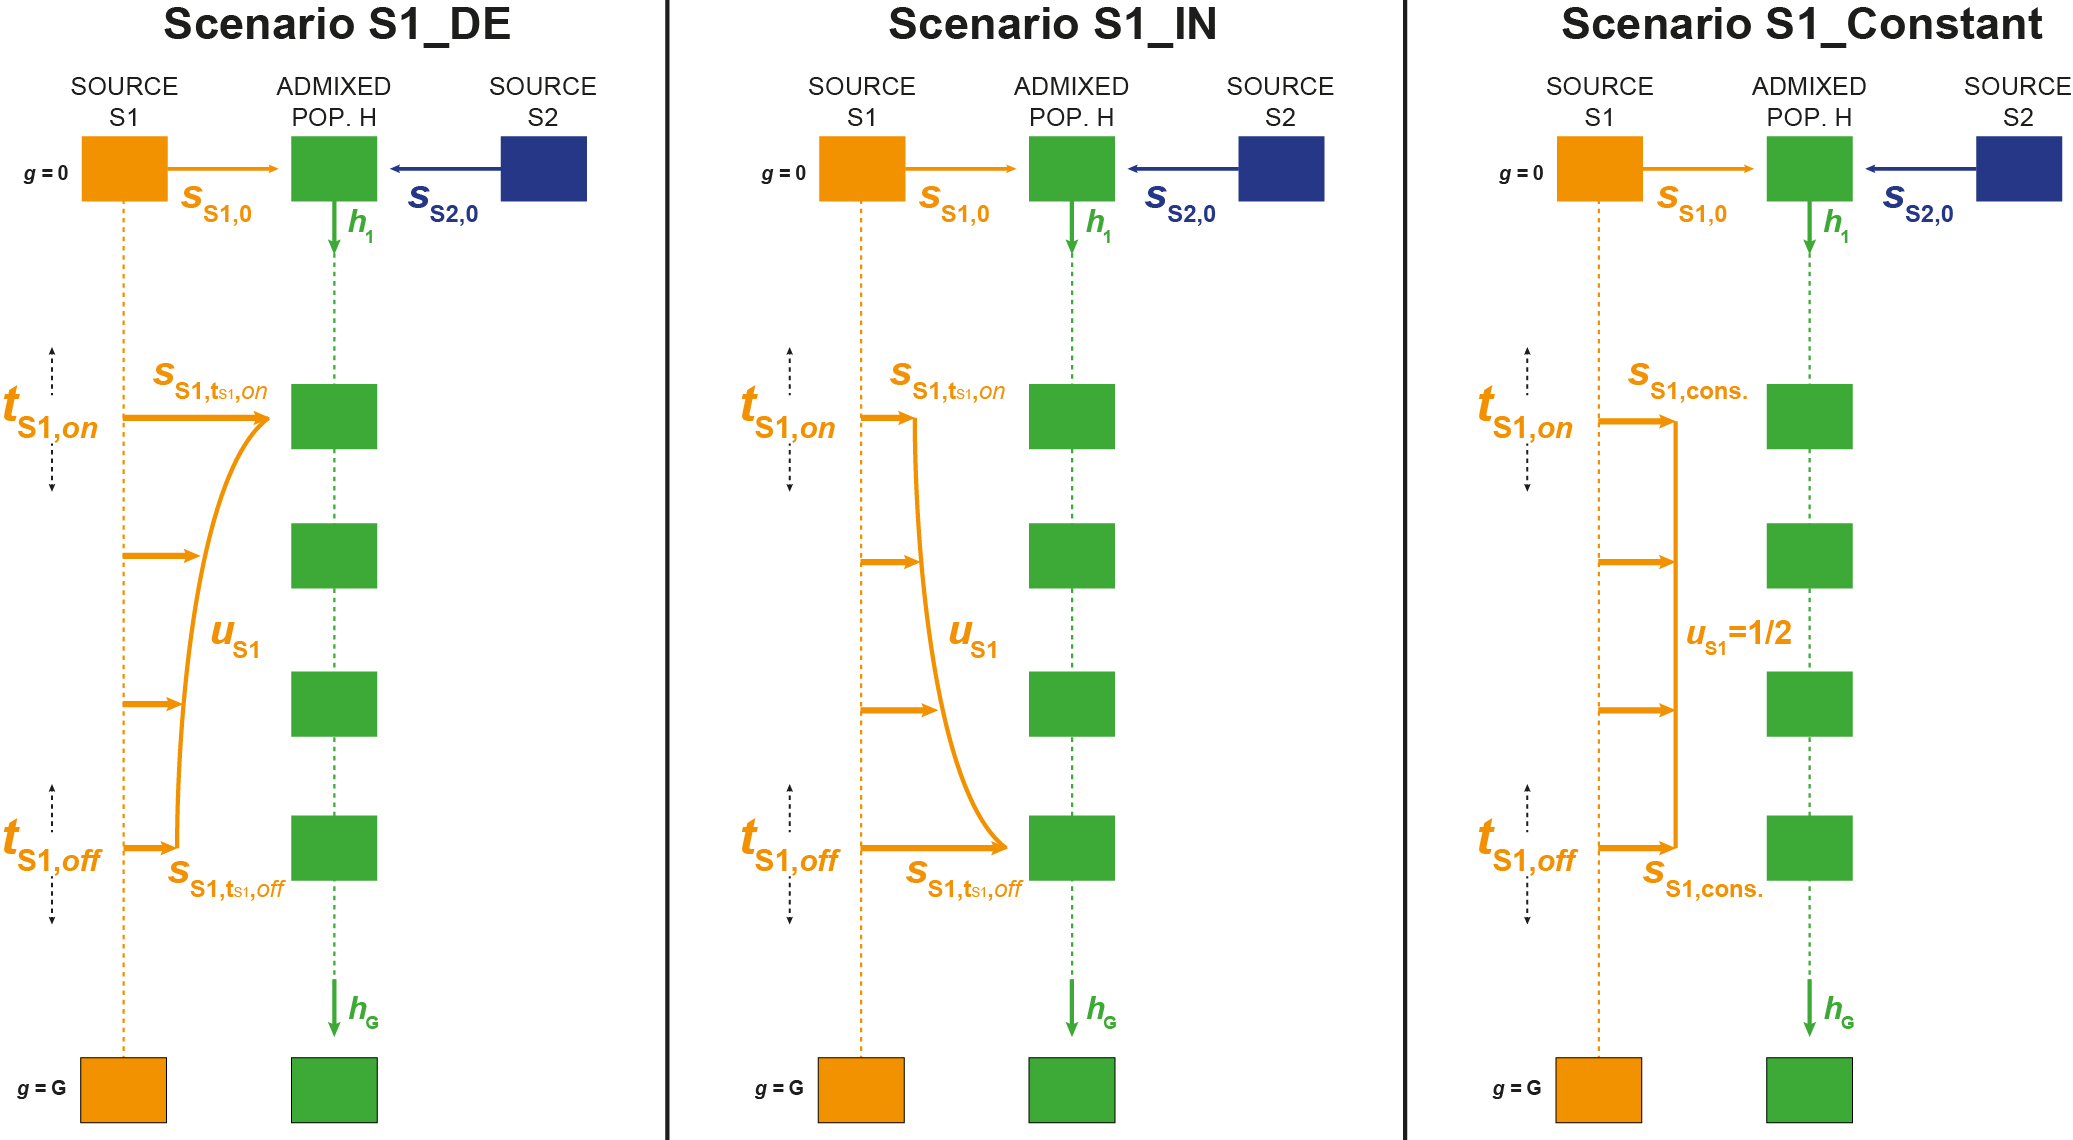 Scenario S1_DE
SOURCE S1
ADMIXED POP. H
SOURCE S2
g = 0
sS1,0
sS2,0
h1
sS1,tS1,on
tS1,on
uS1
tS1,off
sS1,tS1,off
hG
g = G
Scenario S1_IN
SOURCE S1
ADMIXED POP. H
SOURCE S2
g = 0
sS1,0
sS2,0
h1
sS1,tS1,on
tS1,on
uS1
tS1,off
sS1,tS1,off
hG
g = G
Scenario S1_Constant
SOURCE S1
ADMIXED POP. H
SOURCE S2
g = 0
sS1,0
sS2,0
h1
sS1,cons.
tS1,on
uS1=1/2
tS1,off
sS1,cons.
hG
g = G